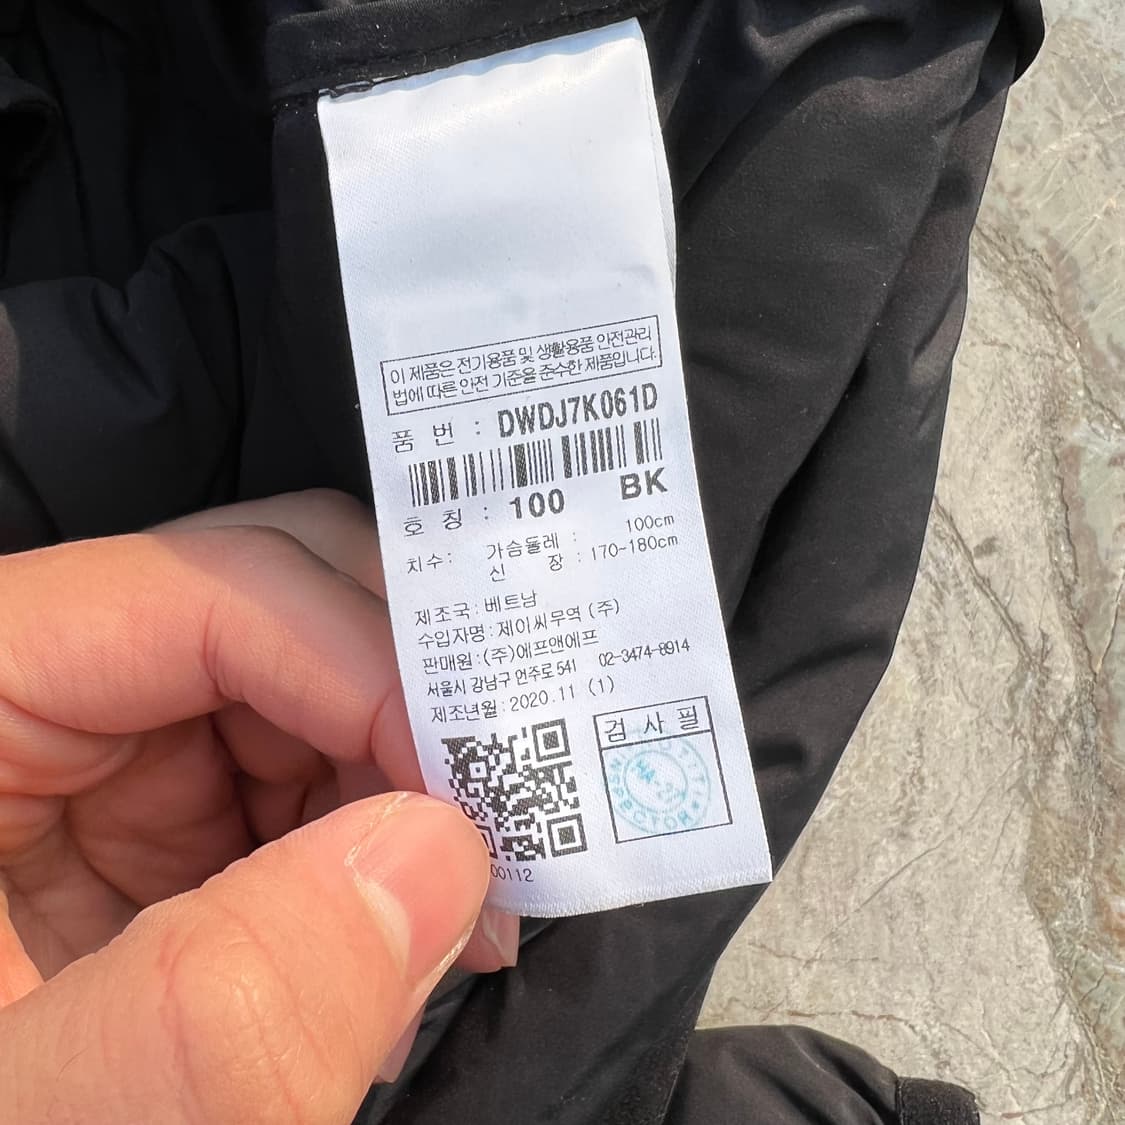 이 제품은 전기용품 및 생활용품 안전관리
법에 따른 안전 기준을 준수한 제품입니다.
품 번 : DWDJ7K061D
호 칭 : 100 BK
치수: 가슴둘레 : 100cm
신 장 : 170~180cm
제조국:베트남
수입자명:제이씨무역 (주)
판매원:(주)에프앤에프
서울시 강남구 언주로 541 02-3474-8914
제조년월:2020.11 (1)
검 사 필
00112